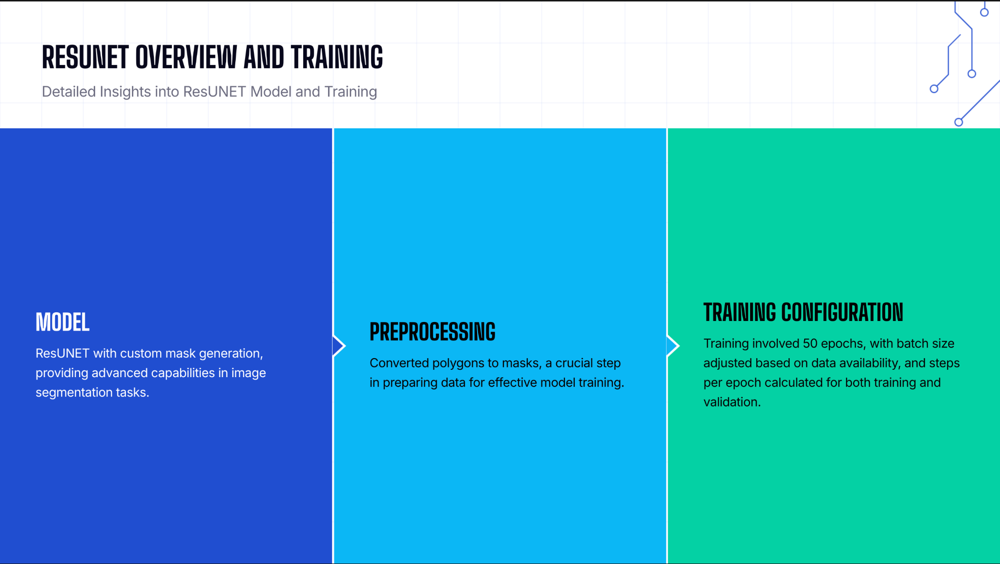 RESUNET OVERVIEW AND TRAINING
Detailed Insights into ResUNET Model and Training
MODEL
ResUNET with custom mask generation,
providing advanced capabilities in image
segmentation tasks.
PREPROCESSING
Converted polygons to masks, a crucial step
in preparing data for effective model training.
TRAINING CONFIGURATION
Training involved 50 epochs, with batch size
adjusted based on data availability, and steps
per epoch calculated for both training and
validation.